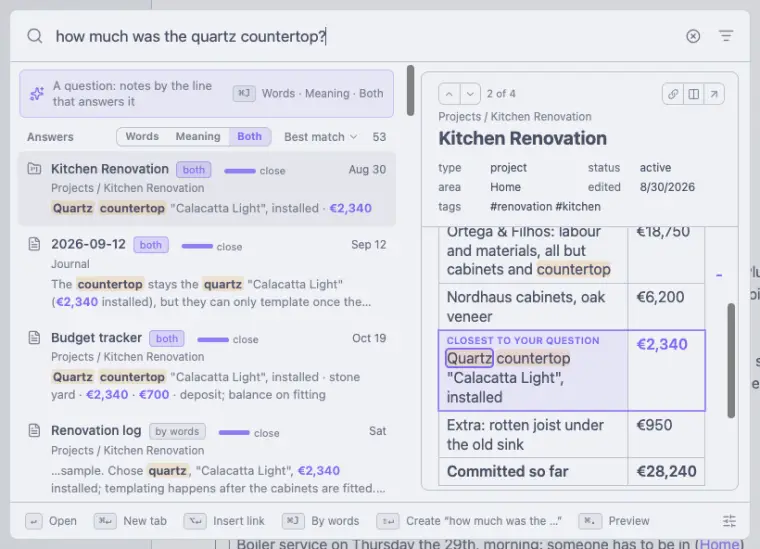 how much was the quartz countertop?
A question: notes by the line
that answers it
⌘J Words · Meaning · Both
Answers Words Meaning Both Best match 53
Kitchen Renovation both close Aug 30
Projects / Kitchen Renovation
Quartz countertop "Calacatta Light", installed · €2,340
2026-09-12 both close Sep 12
Journal
The countertop stays the quartz "Calacatta Light"
(€2,340 installed), but they can only template once the…
Budget tracker both close Oct 19
Projects / Kitchen Renovation
Quartz countertop "Calacatta Light", installed · stone
yard · €2,340 · €700 · deposit; balance on fitting
Renovation log by words close Sat
Projects / Kitchen Renovation
...sample. Chose quartz, "Calacatta Light", €2,340
installed; templating happens after the cabinets are fitted.…
2 of 4
Projects / Kitchen Renovation
Kitchen Renovation
type project status active
area Home edited 8/30/2026
tags #renovation #kitchen
Ortega & Filhos: labour €18,750
and materials, all but
cabinets and countertop
Nordhaus cabinets, oak €6,200
veneer
CLOSEST TO YOUR QUESTION
Quartz countertop €2,340
"Calacatta Light",
installed
Extra: rotten joist under €950
the old sink
Committed so far €28,240
↵ Open ⌘↵ New tab ⌥↵ Insert link ⌘J By words ⇧↵ Create "how much was the …" ⌘. Preview
Boiler service on Thursday the 29th, morning; someone has to be in (Home)